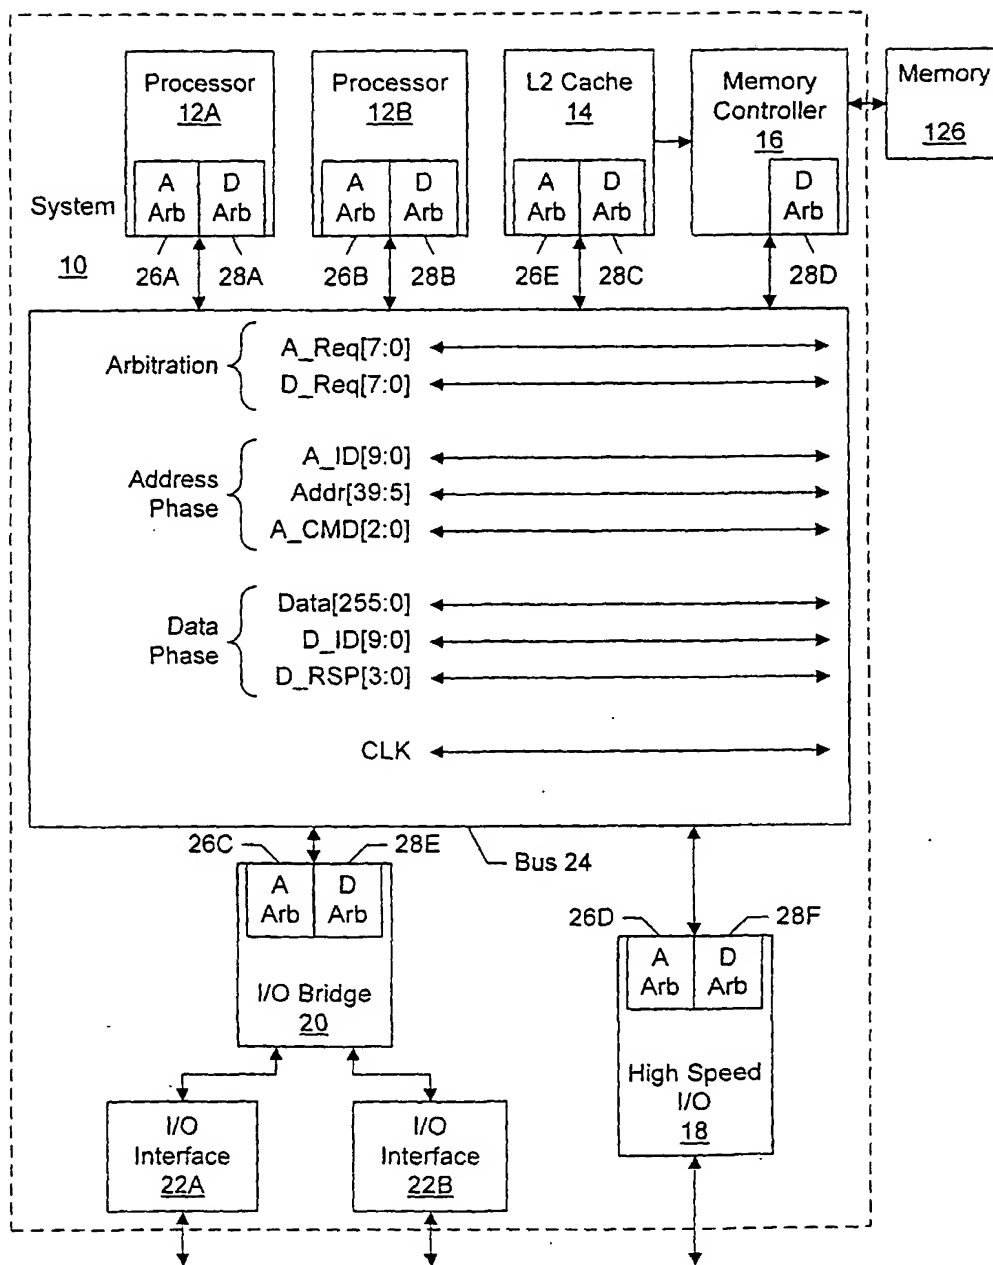 Processor
12A
Processor
12B
L2 Cache
14
Memory
Controller
16
Memory
126
A
Arb
D
Arb
A
Arb
D
Arb
A
Arb
D
Arb
D
Arb
System
10
26A
28A
26B
28B
26E
28C
28D
Arbitration
A_Req[7:0]
D_Req[7:0]
Address
Phase
A_ID[9:0]
Addr[39:5]
A_CMD[2:0]
Data
Phase
Data[255:0]
D_ID[9:0]
D_RSP[3:0]
CLK
26C
28E
Bus 24
A
Arb
D
Arb
I/O Bridge
20
26D
28F
A
Arb
D
Arb
High Speed
I/O
18
I/O
Interface
22A
I/O
Interface
22B